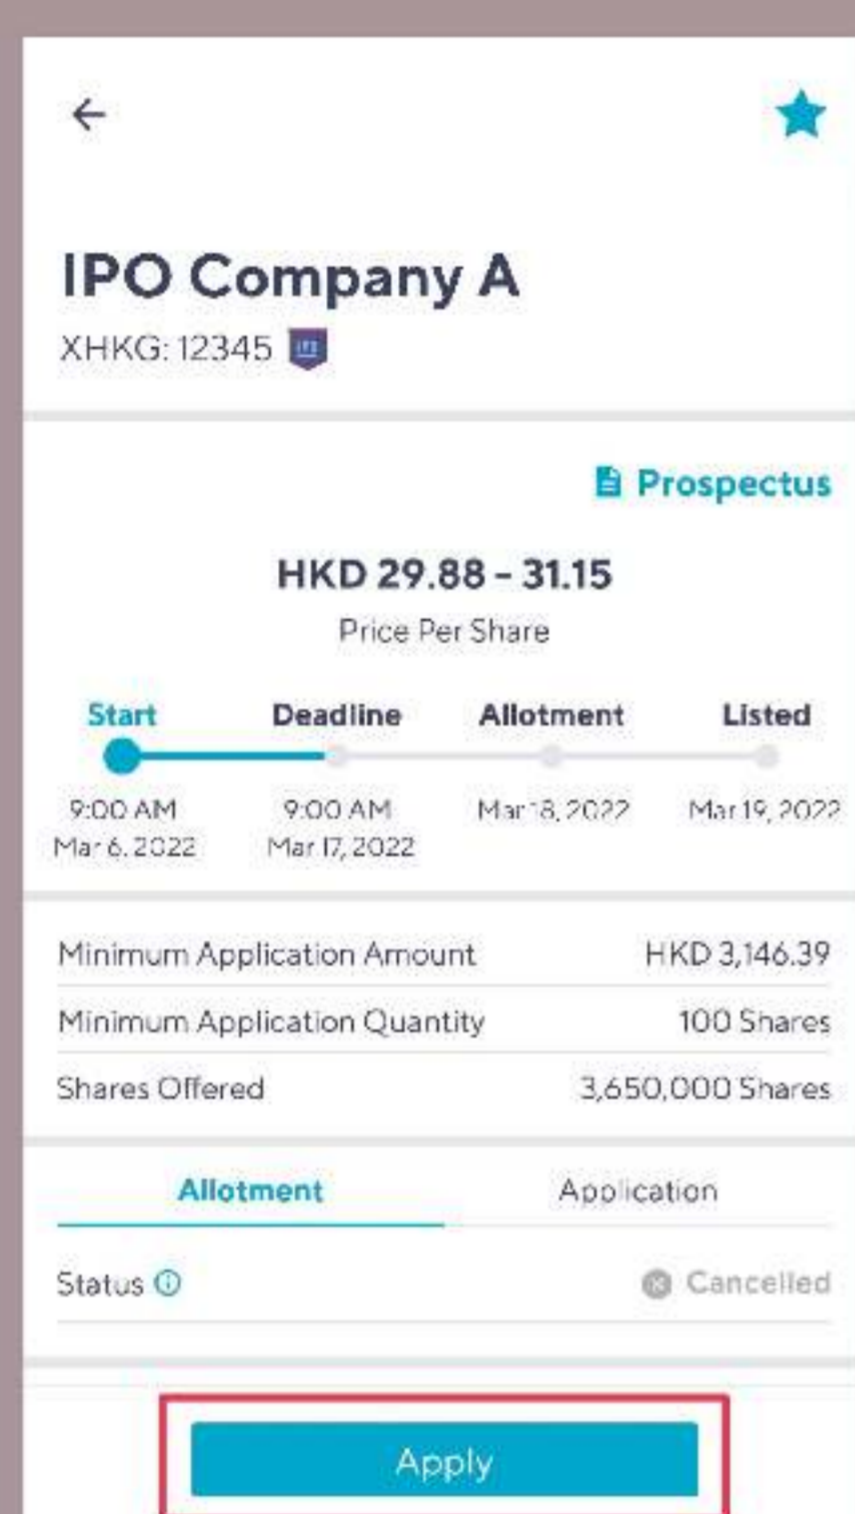 IPO Company A
XHKG: 12345
Prospectus
HKD 29.88 - 31.15
Price Per Share
Start Deadline Allotment Listed
9:00 AM 9:00 AM Mar 18, 2022 Mar 19, 2022
Mar 6, 2022 Mar 17, 2022
Minimum Application Amount HKD 3,146.39
Minimum Application Quantity 100 Shares
Shares Offered 3,650,000 Shares
Allotment Application
Status Cancelled
Apply